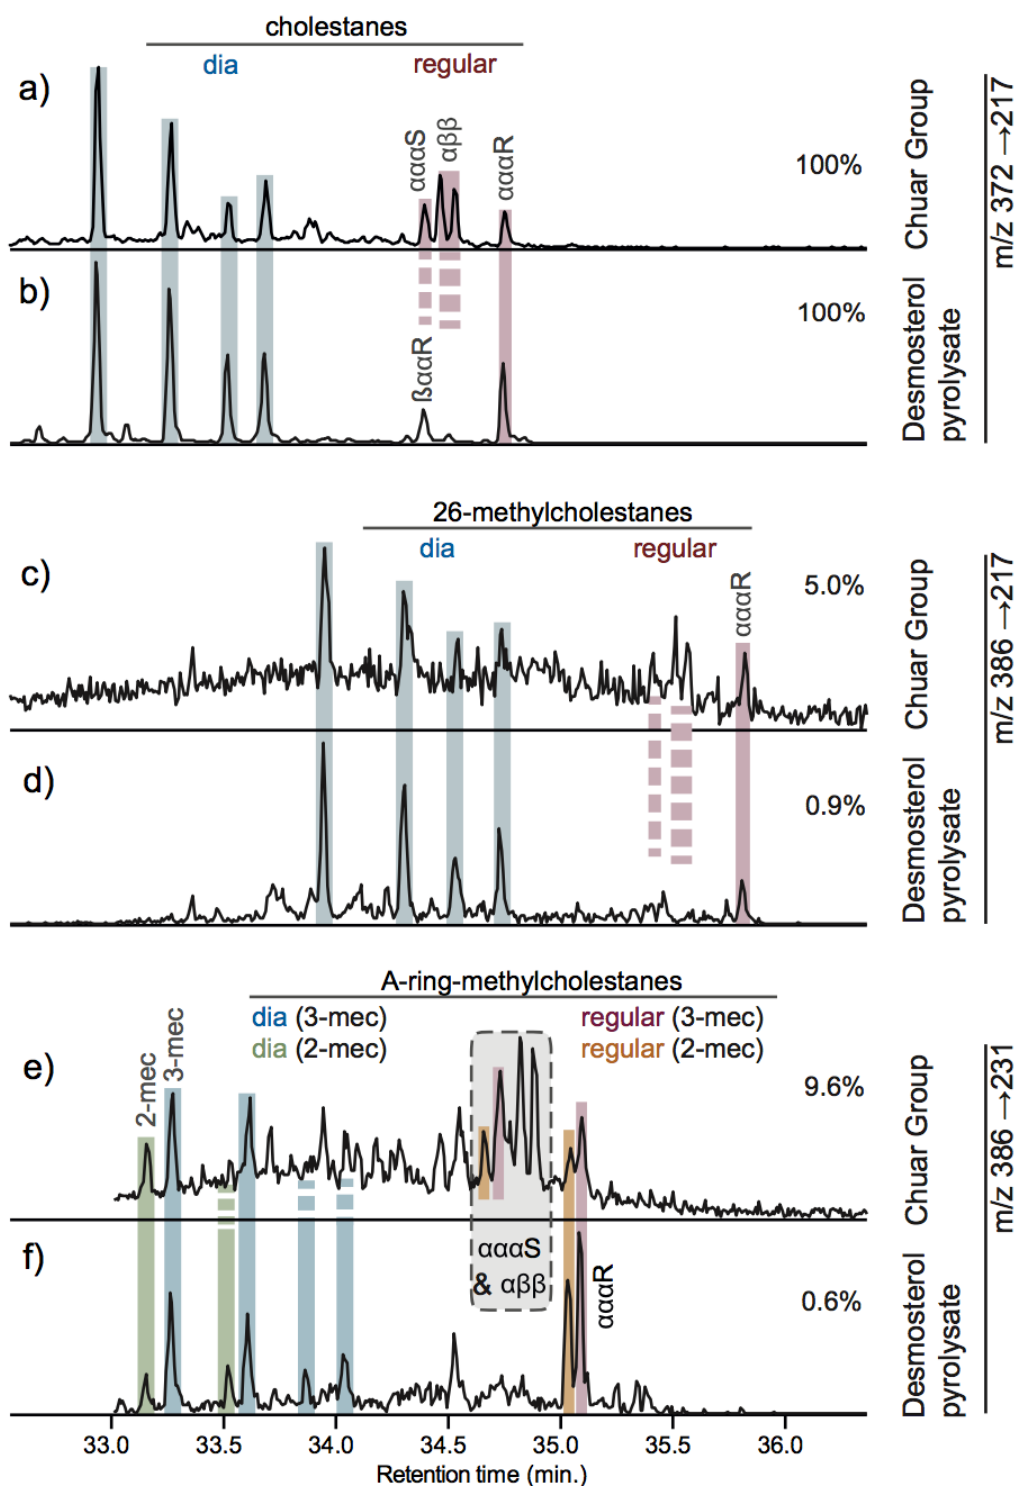 cholestanes
dia
regular
a)
αααS
αββ
αααR
100%
Chuar Group
m/z 372 →217
b)
ßααR
100%
Desmosterol
pyrolysate
26-methylcholestanes
dia
regular
c)
αααR
5.0%
Chuar Group
m/z 386 →217
d)
0.9%
Desmosterol
pyrolysate
A-ring-methylcholestanes
dia (3-mec)
regular (3-mec)
dia (2-mec)
regular (2-mec)
e)
2-mec
3-mec
9.6%
Chuar Group
m/z 386 →231
f)
αααS
& αββ
αααR
0.6%
Desmosterol
pyrolysate
33.0 33.5 34.0 34.5 35.0 35.5 36.0
Retention time (min.)